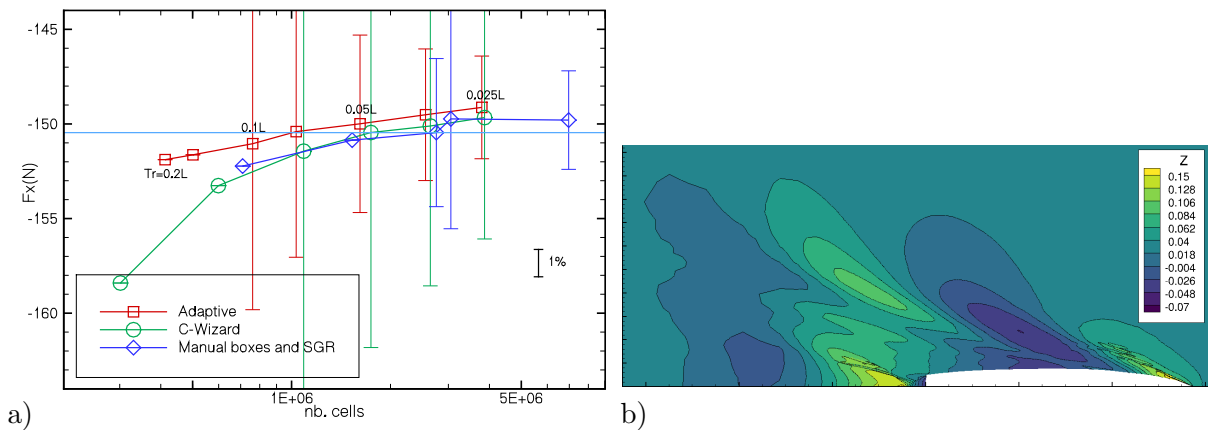 -145
-150
-155
-160
Fx(N)
0.1L
0.05L
0.025L
Tr=0.2L
1%
Adaptive
C-Wizard
Manual boxes and SGR
1E+06
5E+06
nb. cells
a)
Z
0.15
0.128
0.106
0.084
0.062
0.04
0.018
-0.004
-0.026
-0.048
-0.07
b)